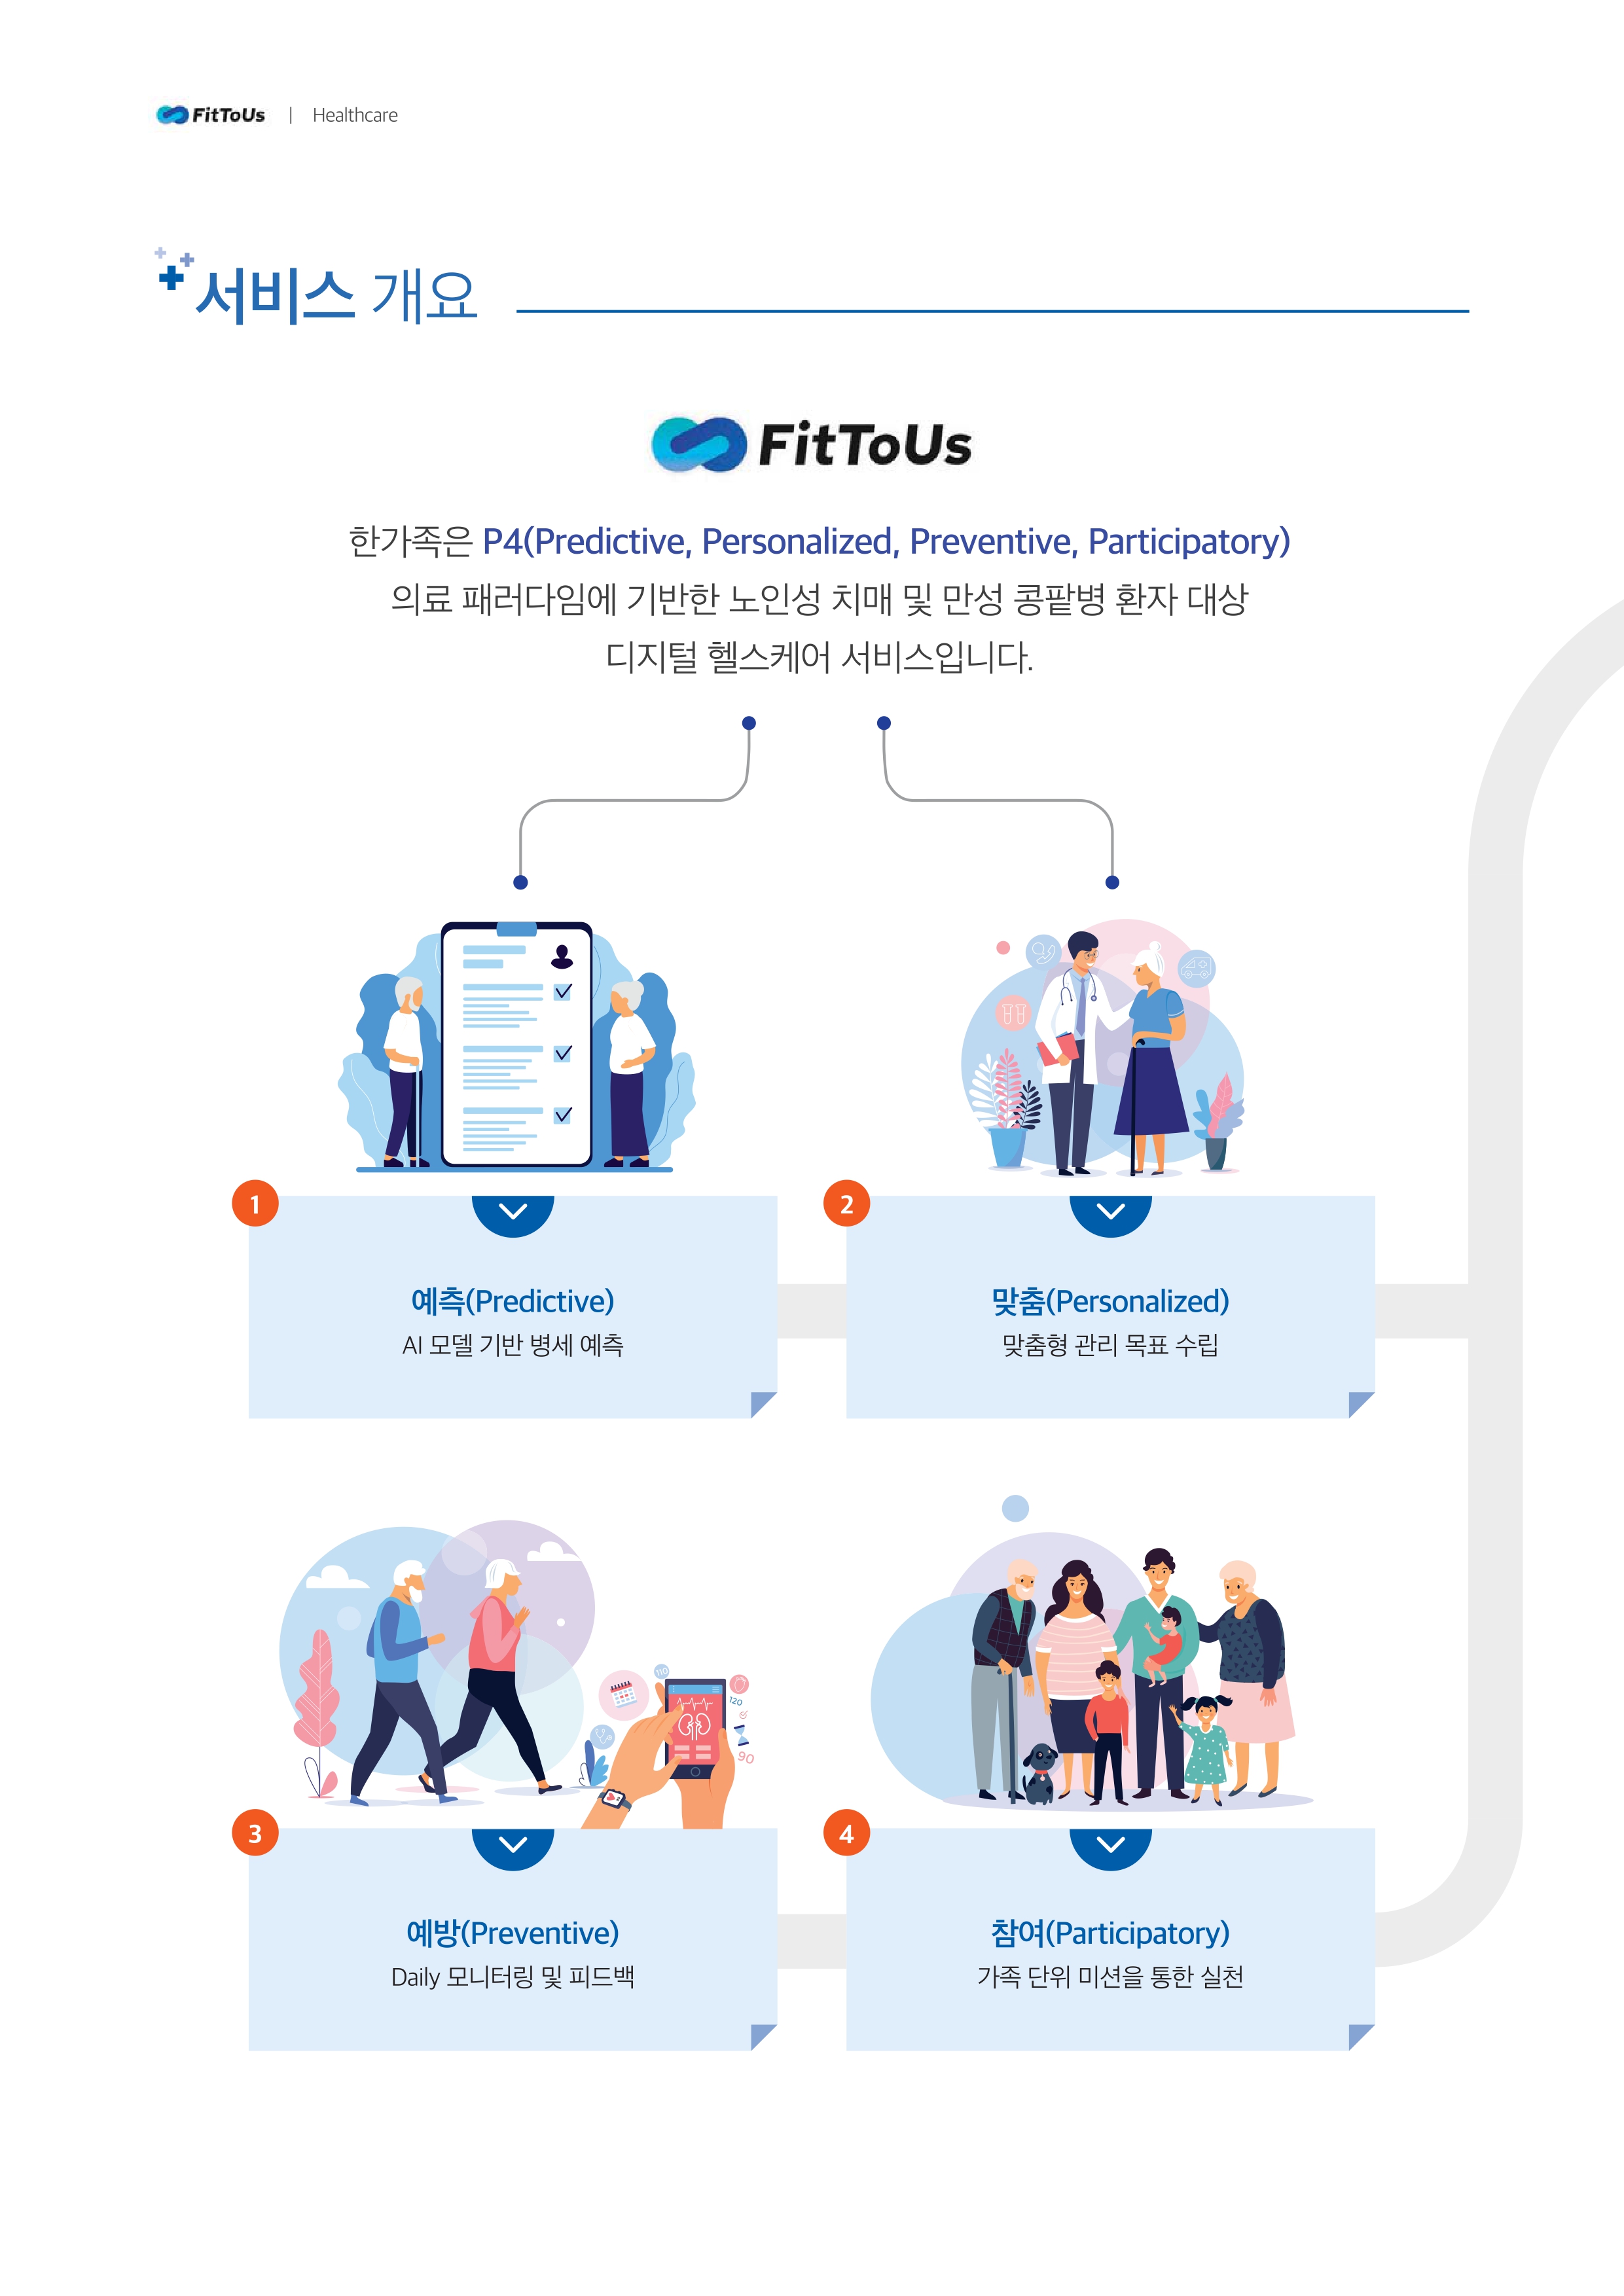 FitToUs | Healthcare
서비스 개요
FitToUs
한가족은 P4(Predictive, Personalized, Preventive, Participatory)
의료 패러다임에 기반한 노인성 치매 및 만성 콩팥병 환자 대상
디지털 헬스케어 서비스입니다.
1
예측(Predictive)
AI 모델 기반 병세 예측
2
맞춤(Personalized)
맞춤형 관리 목표 수립
110
120
90
3
예방(Preventive)
Daily 모니터링 및 피드백
4
참여(Participatory)
가족 단위 미션을 통한 실천